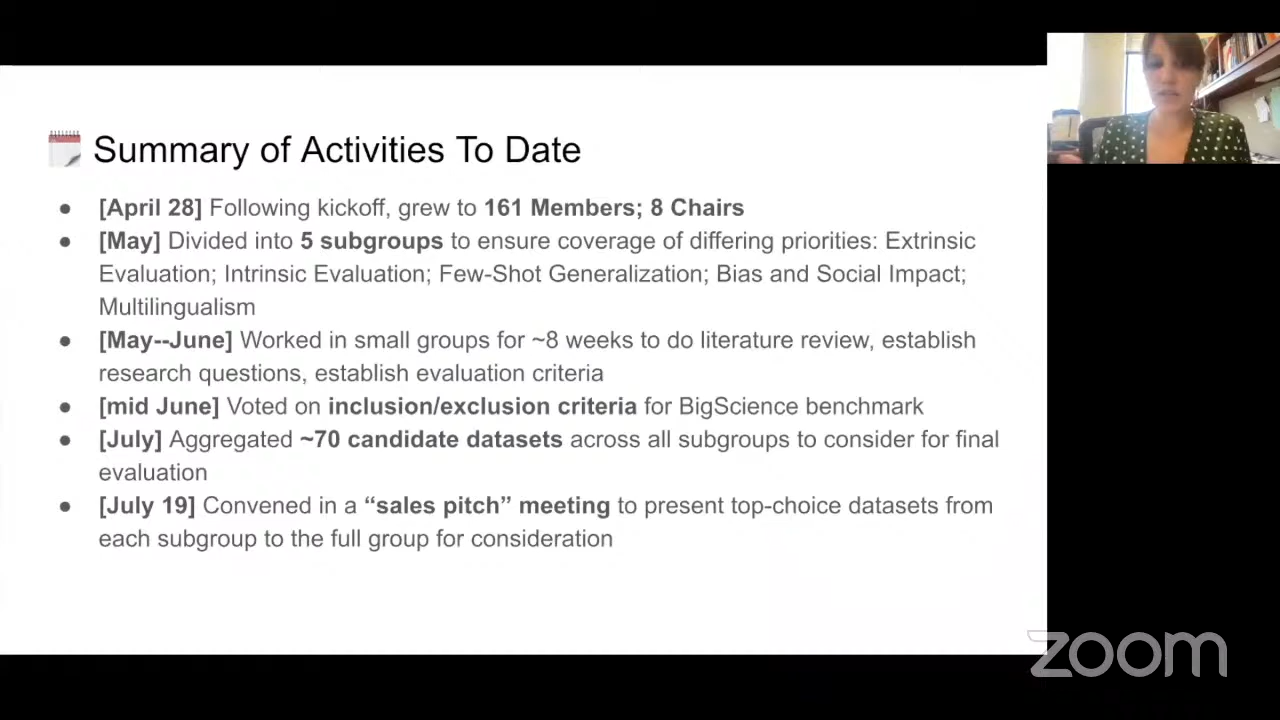 Summary of Activities To Date
● [April 28] Following kickoff, grew to 161 Members; 8 Chairs
● [May] Divided into 5 subgroups to ensure coverage of differing priorities: Extrinsic
Evaluation; Intrinsic Evaluation; Few-Shot Generalization; Bias and Social Impact;
Multilingualism
● [May--June] Worked in small groups for ~8 weeks to do literature review, establish
research questions, establish evaluation criteria
● [mid June] Voted on inclusion/exclusion criteria for BigScience benchmark
● [July] Aggregated ~70 candidate datasets across all subgroups to consider for final
evaluation
● [July 19] Convened in a “sales pitch” meeting to present top-choice datasets from
each subgroup to the full group for consideration
zoom